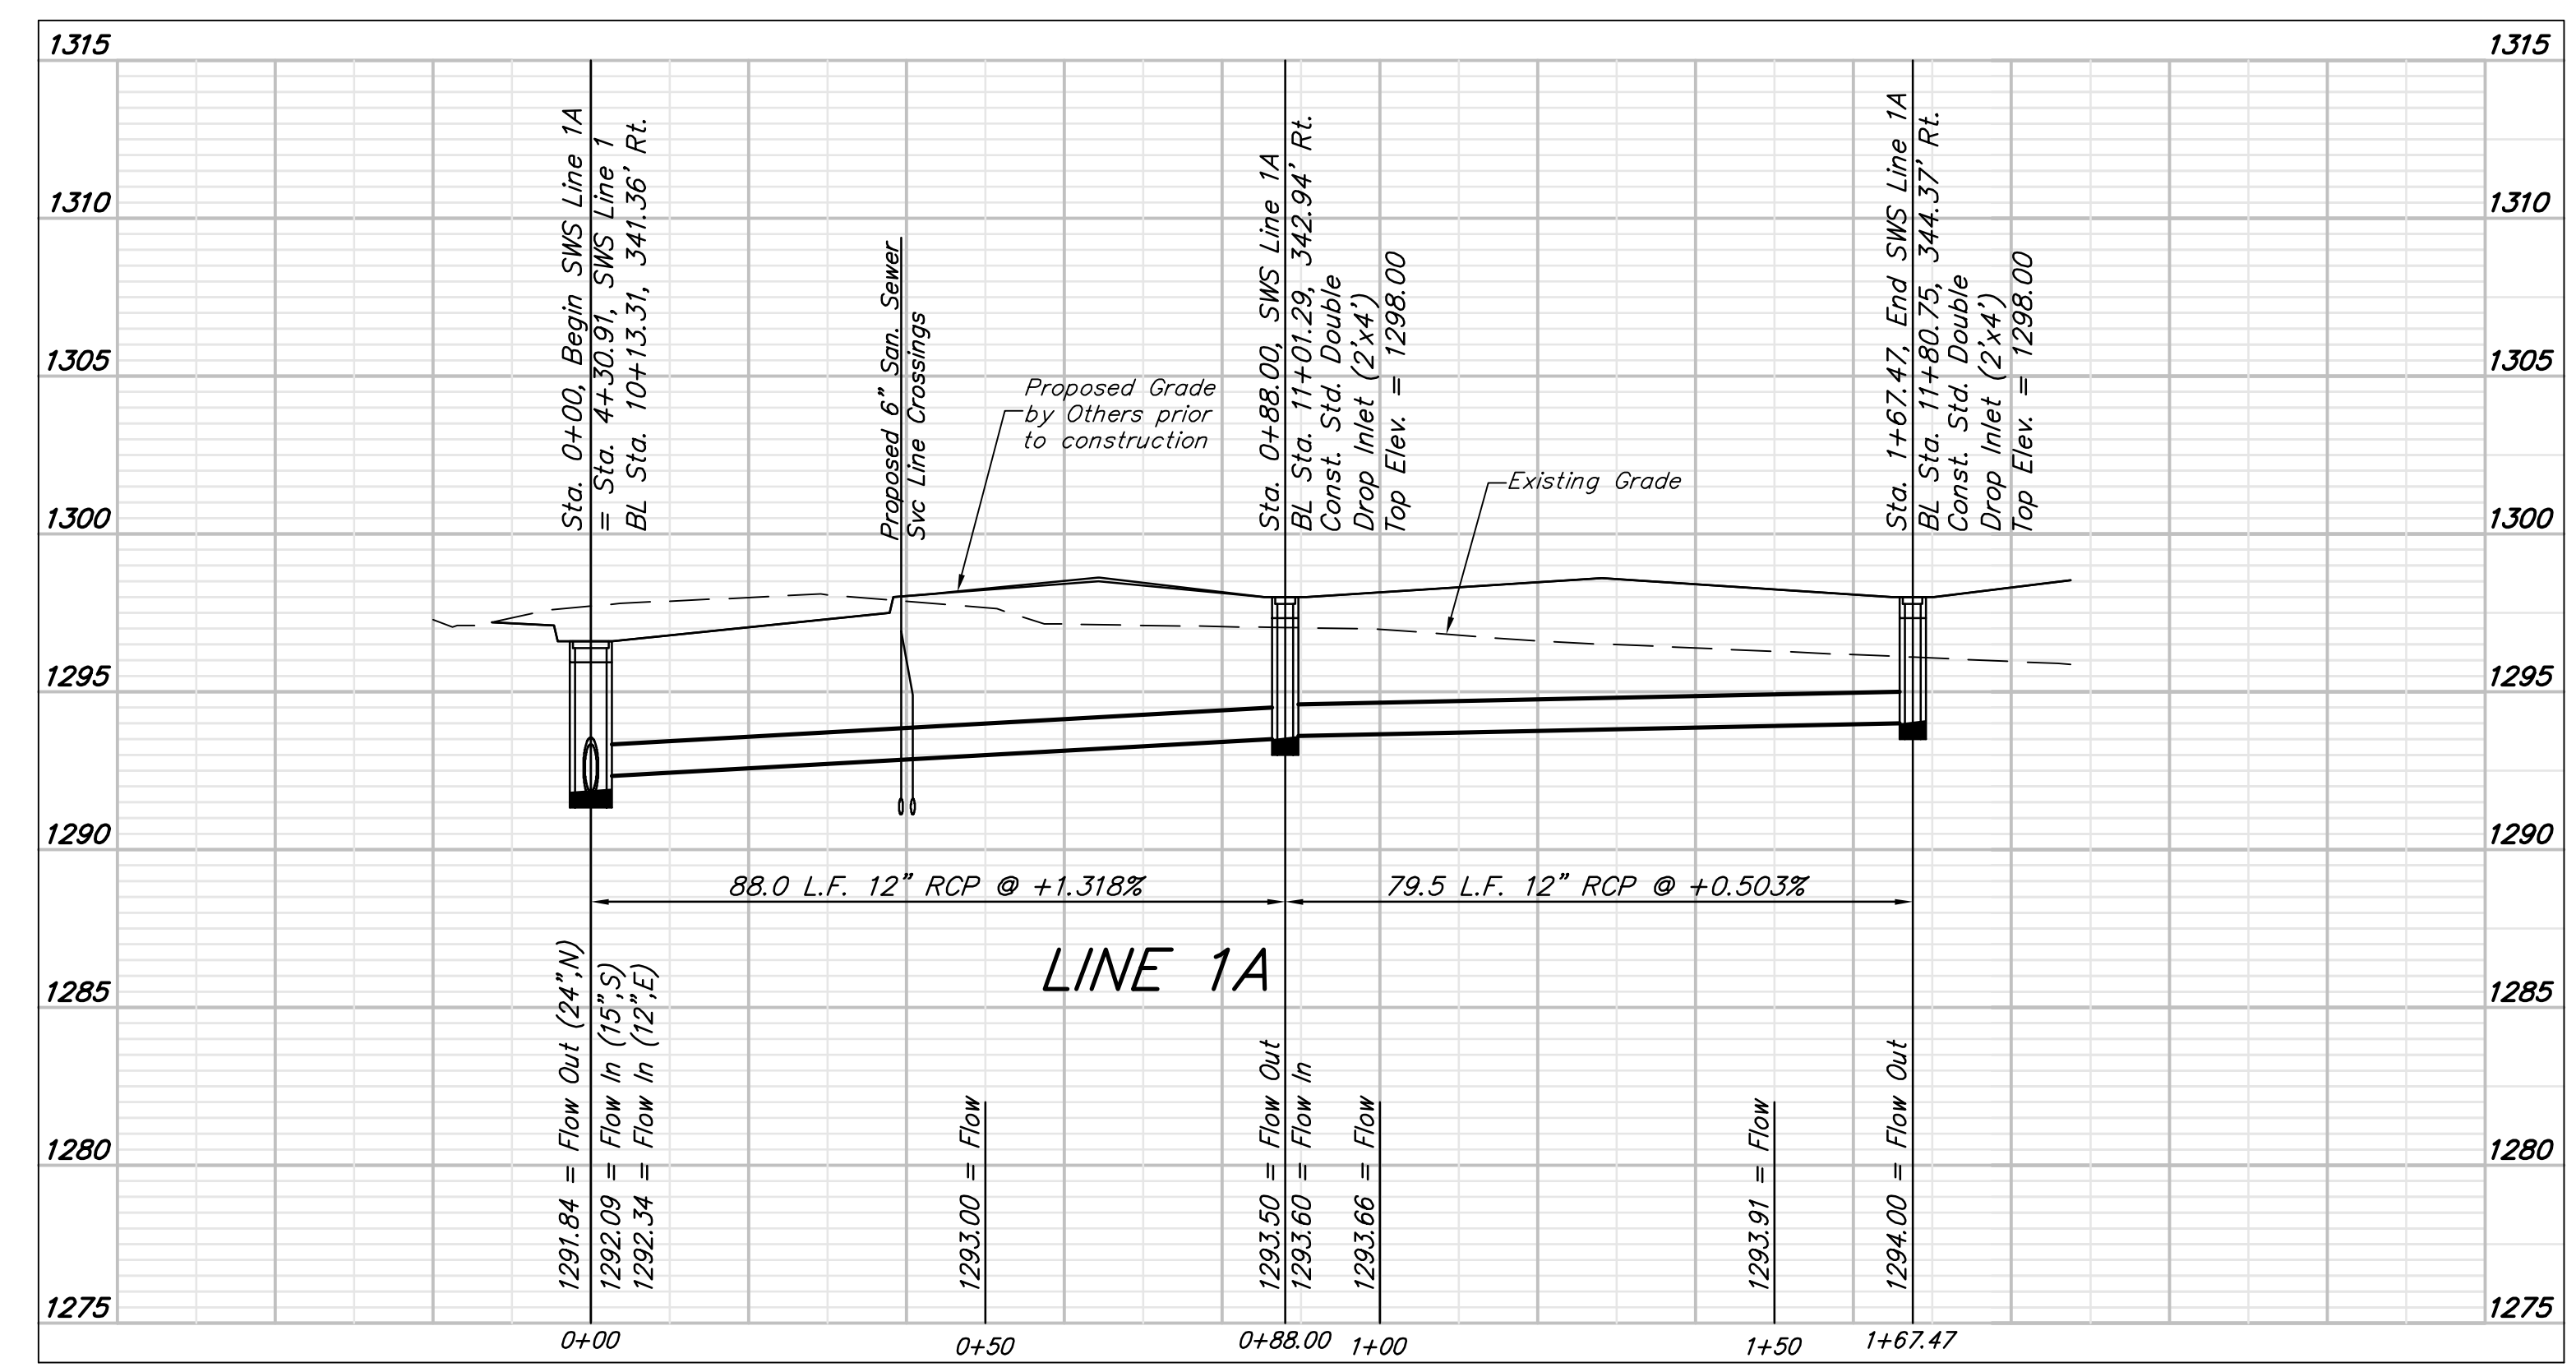 1315
1315
1310
1310
1305
1305
1300
1300
1295
1295
1290
1290
1285
1285
1280
1280
1275
1275
Sta. 0+00, Begin SWS Line 1A
= Sta. 4+30.91, SWS Line 1
BL Sta. 10+13.31, 341.36' Rt.
Proposed 6" San. Sewer
Svc Line Crossings
Proposed Grade
by Others prior
to construction
Sta. 0+88.00, SWS Line 1A
BL Sta. 11+01.29, 342.94' Rt.
Const. Std. Double
Drop Inlet (2'x4')
Top Elev. = 1298.00
Existing Grade
Sta. 1+67.47, End SWS Line 1A
BL Sta. 11+80.75, 344.37' Rt.
Const. Std. Double
Drop Inlet (2'x4')
Top Elev. = 1298.00
88.0 L.F. 12" RCP @ +1.318%
79.5 L.F. 12" RCP @ +0.503%
LINE 1A
1291.84 = Flow Out (24",N)
1292.09 = Flow In (15",S)
1292.34 = Flow In (12",E)
1293.00 = Flow
1293.50 = Flow Out
1293.60 = Flow In
1293.66 = Flow
1293.91 = Flow
1294.00 = Flow Out
0+00
0+50
0+88.00
1+00
1+50
1+67.47